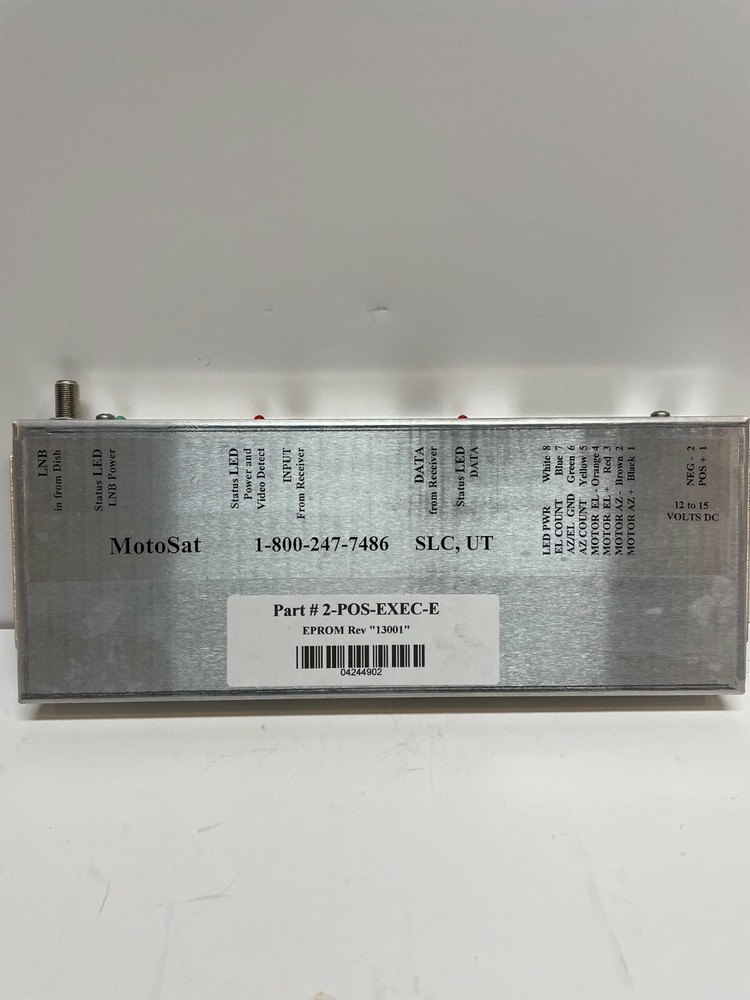 LNB
in from Dish
Status LED
LNB Power
Status LED
Power and
Video Detect
INPUT
From Receiver
DATA
from Receiver
Status LED
DATA
LED PWR White 8
EL COUNT Blue 7
AZ/EL GND Green 6
AZ COUNT Yellow 5
MOTOR EL - Orange 4
MOTOR EL + Red 3
MOTOR AZ - Brown 2
MOTOR AZ + Black 1
NEG - 2
POS + 1
12 to 15
VOLTS DC
MotoSat 1-800-247-7486 SLC, UT
Part # 2-POS-EXEC-E
EPROM Rev "13001"
04244902